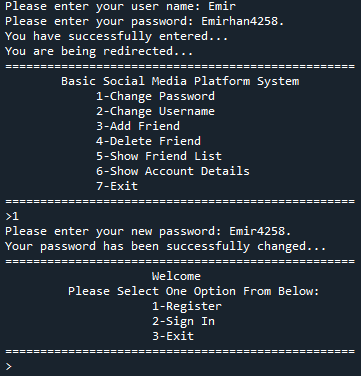 Please enter your user name: Emir
Please enter your password: Emirhan4258.
You have successfully entered...
You are being redirected...
==================================================
Basic Social Media Platform System
1-Change Password
2-Change Username
3-Add Friend
4-Delete Friend
5-Show Friend List
6-Show Account Details
7-Exit
==================================================
>1
Please enter your new password: Emir4258.
Your password has been successfully changed...
==================================================
Welcome
Please Select One Option From Below:
1-Register
2-Sign In
3-Exit
==================================================
>